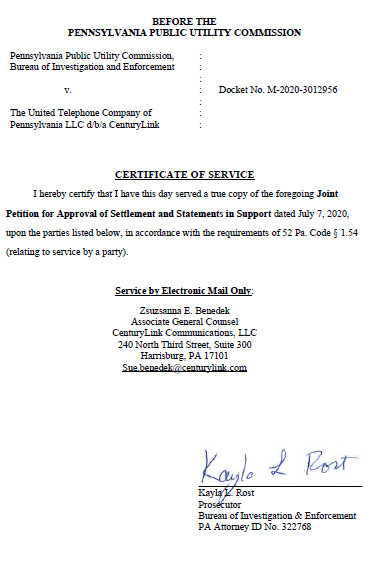 BEFORE THE
PENNSYLVANIA PUBLIC UTILITY COMMISSION
Pennsylvania Public Utility Commission, :
Bureau of Investigation and Enforcement :
:
v. : Docket No. M-2020-3012956
:
The United Telephone Company of :
Pennsylvania LLC d/b/a CenturyLink :
CERTIFICATE OF SERVICE
I hereby certify that I have this day served a true copy of the foregoing Joint
Petition for Approval of Settlement and Statements in Support dated July 7, 2020,
upon the parties listed below, in accordance with the requirements of 52 Pa. Code § 1.54
(relating to service by a party).
Service by Electronic Mail Only:
Zsuzsanna E. Benedek
Associate General Counsel
CenturyLink Communications, LLC
240 North Third Street, Suite 300
Harrisburg, PA 17101
Sue.benedek@centurylink.com
Kayla L Rost
Kayla L. Rost
Prosecutor
Bureau of Investigation & Enforcement
PA Attorney ID No. 322768